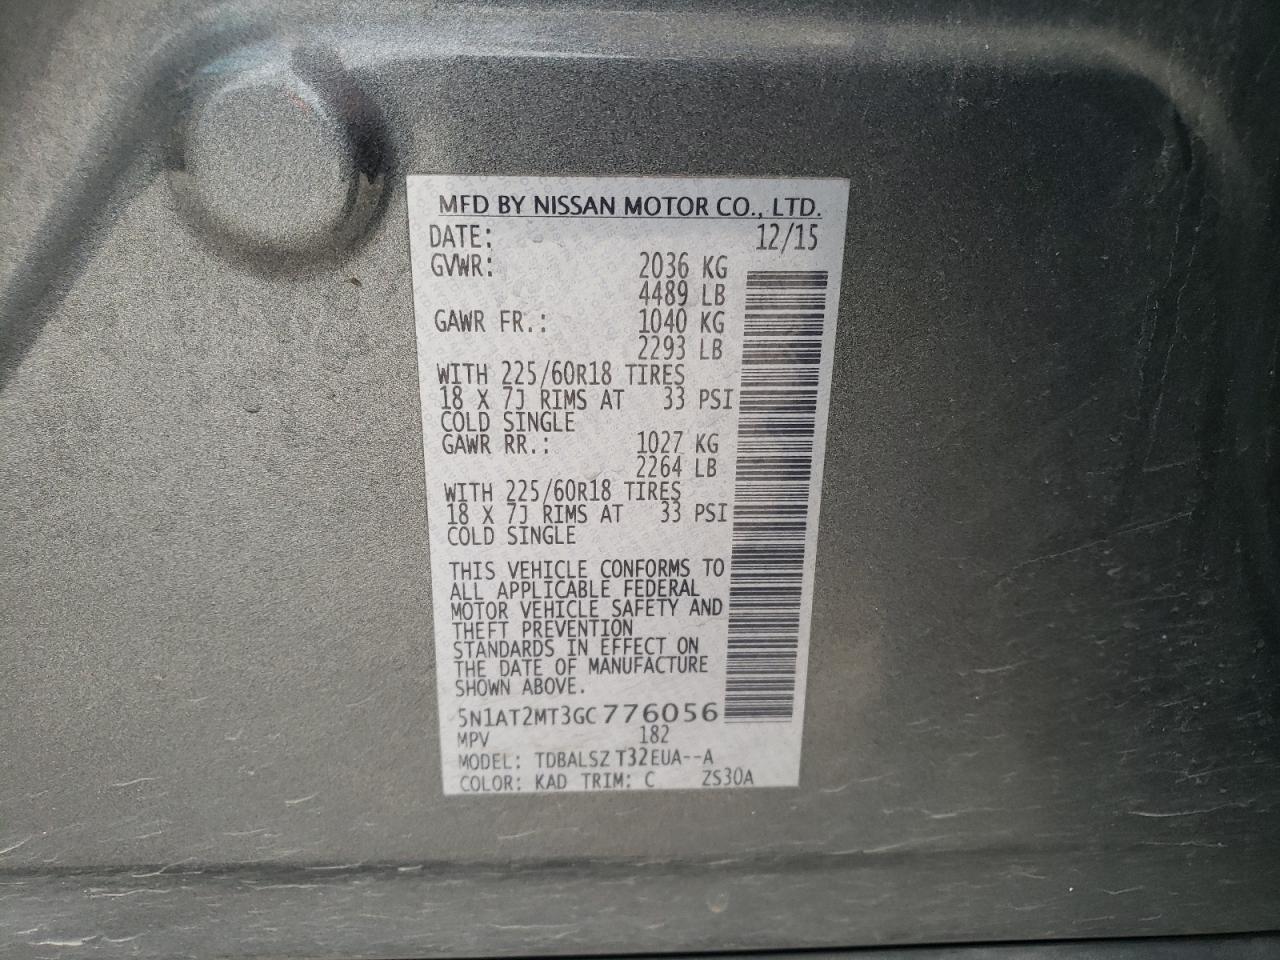 MFD BY NISSAN MOTOR CO., LTD.
DATE: 12/15
GVWR: 2036 KG
4489 LB
GAWR FR.: 1040 KG
2293 LB
WITH 225/60R18 TIRES
18 X 7J RIMS AT 33 PSI
COLD SINGLE
GAWR RR.: 1027 KG
2264 LB
WITH 225/60R18 TIRES
18 X 7J RIMS AT 33 PSI
COLD SINGLE
THIS VEHICLE CONFORMS TO
ALL APPLICABLE FEDERAL
MOTOR VEHICLE SAFETY AND
THEFT PREVENTION
STANDARDS IN EFFECT ON
THE DATE OF MANUFACTURE
SHOWN ABOVE.
5N1AT2MT3GC776056
MPV 182
MODEL: TDBALSZ T32EUA--A
COLOR: KAD TRIM: C ZS30A